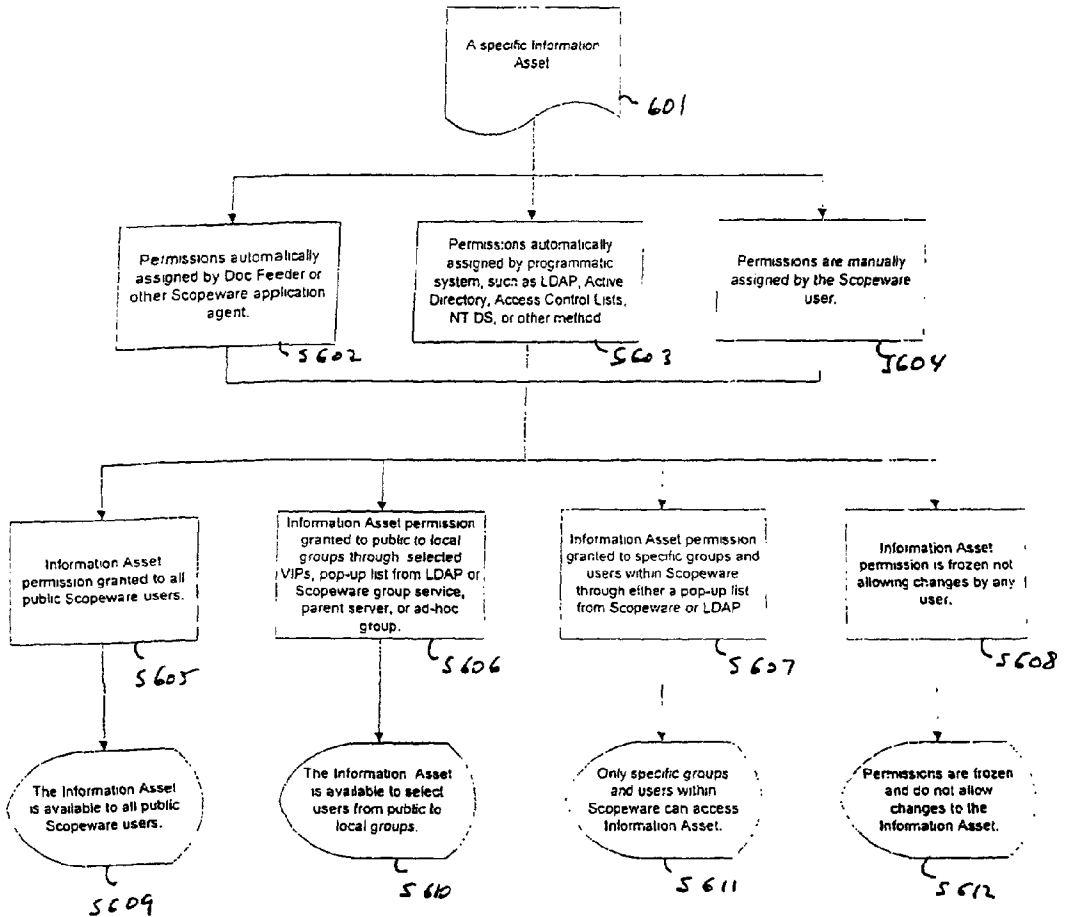 A specific Information
Asset
601
Permissions automatically
assigned by Doc Feeder or
other Scopeware application
agent.
S602
Permissions automatically
assigned by programmatic
system, such as LDAP, Active
Directory, Access Control Lists,
NT DS, or other method
S603
Permissions are manually
assigned by the Scopeware
user.
S604
Information Asset
permission granted to all
public Scopeware users.
S605
Information Asset permission
granted to public to local
groups through selected
VIPs, pop-up list from LDAP or
Scopeware group service,
parent server, or ad-hoc
group.
S606
Information Asset permission
granted to specific groups and
users within Scopeware
through either a pop-up list
from Scopeware or LDAP
S607
Information Asset
permission is frozen not
allowing changes by any
user.
S608
The Information Asset
is available to all public
Scopeware users.
S609
The Information Asset
is available to select
users from public to
local groups.
S610
Only specific groups
and users within
Scopeware can access
Information Asset.
S611
Permissions are frozen
and do not allow
changes to the
Information Asset.
S612